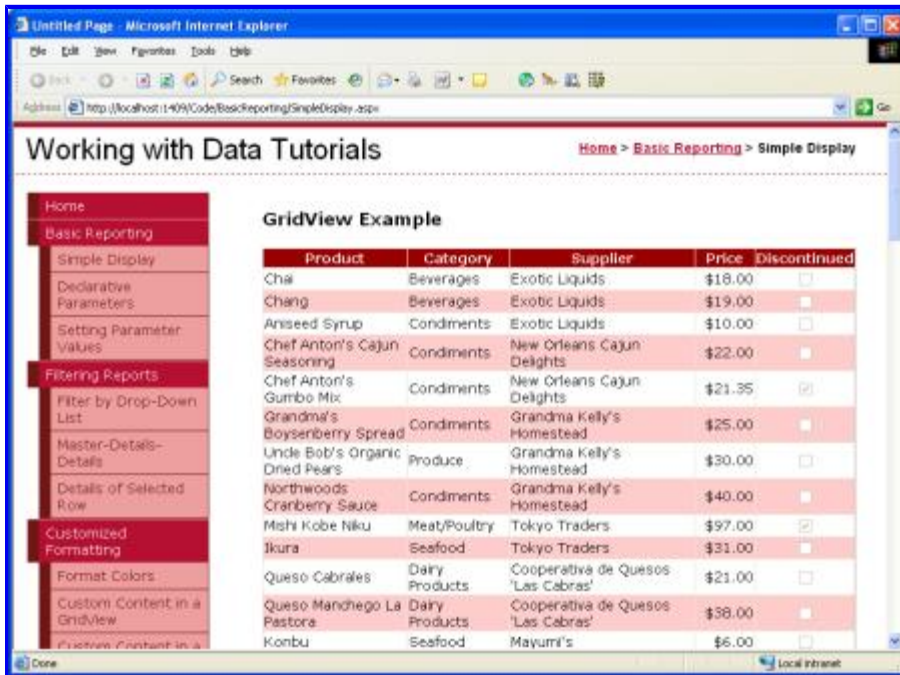 Untitled Page - Microsoft Internet Explorer
File Edit View Favorites Tools Help
Back Search Favorites
Address http://localhost:1409/Code/BasicReporting/SimpleDisplay.aspx Go
Working with Data Tutorials
Home > Basic Reporting > Simple Display
Home
Basic Reporting
Simple Display
Declarative
Parameters
Setting Parameter
Values
Filtering Reports
Filter by Drop-Down
List
Master-Details-
Details
Details of Selected
Row
Customized
Formatting
Format Colors
Custom Content in a
GridView
Custom Content in a
GridView Example
Product Category Supplier Price Discontinued
Chai Beverages Exotic Liquids $18.00
Chang Beverages Exotic Liquids $19.00
Aniseed Syrup Condiments Exotic Liquids $10.00
Chef Anton's Cajun
Seasoning Condiments New Orleans Cajun
Delights $22.00
Chef Anton's
Gumbo Mix Condiments New Orleans Cajun
Delights $21.35
Grandma's
Boysenberry Spread Condiments Grandma Kelly's
Homestead $25.00
Uncle Bob's Organic
Dried Pears Produce Grandma Kelly's
Homestead $30.00
Northwoods
Cranberry Sauce Condiments Grandma Kelly's
Homestead $40.00
Mishi Kobe Niku Meat/Poultry Tokyo Traders $97.00
Ikura Seafood Tokyo Traders $31.00
Queso Cabrales Dairy
Products Cooperativa de Quesos
'Las Cabras' $21.00
Queso Manchego La
Pastora Dairy
Products Cooperativa de Quesos
'Las Cabras' $38.00
Konbu Seafood Mayumi's $6.00
Done Local intranet